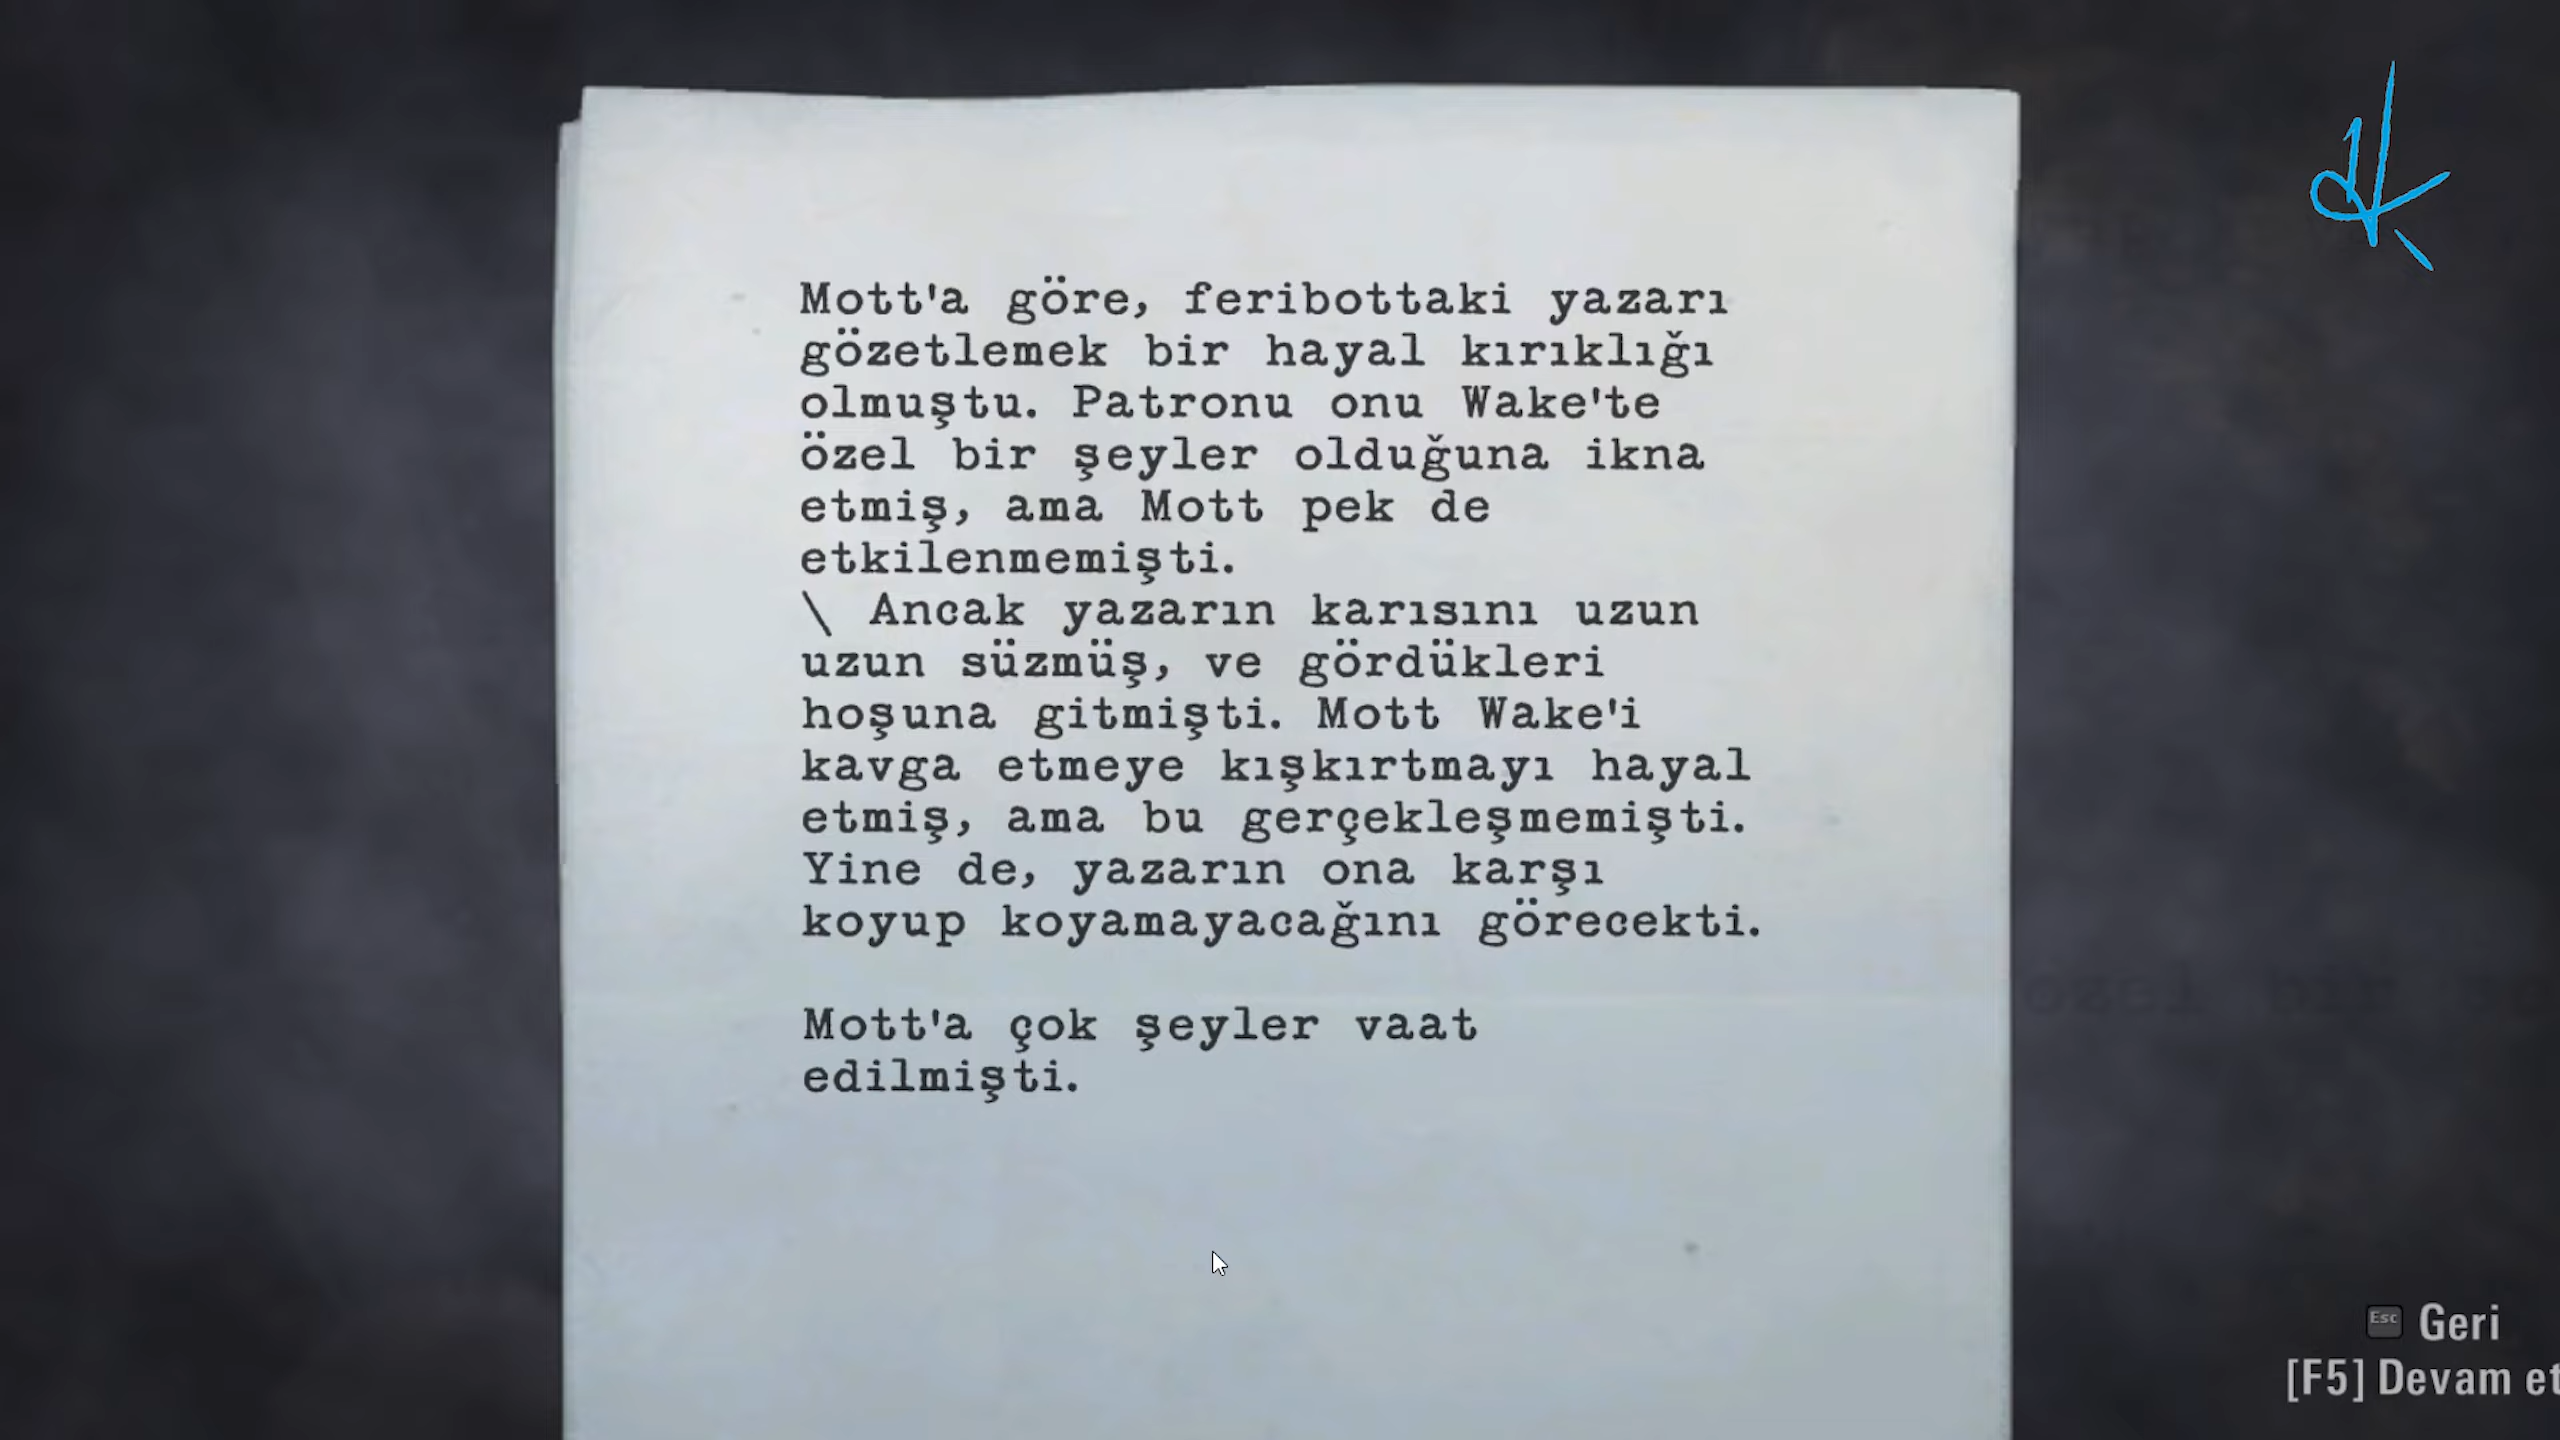 Mott'a göre, feribottaki yazarı
gözetlemek bir hayal kırıklığı
olmuştu. Patronu onu Wake'te
özel bir şeyler olduğuna ikna
etmiş, ama Mott pek de
etkilenmemişti.
\ Ancak yazarın karısını uzun
uzun süzmüş, ve gördükleri
hoşuna gitmişti. Mott Wake'i
kavga etmeye kışkırtmayı hayal
etmiş, ama bu gerçekleşmemişti.
Yine de, yazarın ona karşı
koyup koyamayacağını görecekti.
Mott'a çok şeyler vaat
edilmişti.
Esc Geri
[F5] Devam et